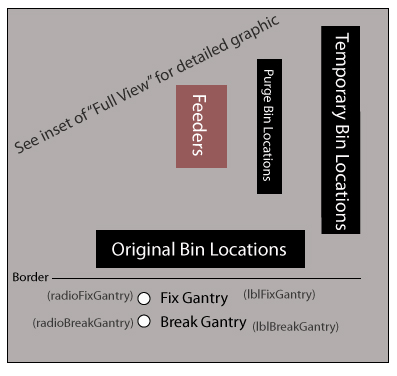 See inset of "Full View" for detailed graphic
Feeders
Purge Bin Locations
Temporary Bin Locations
Original Bin Locations
Border
(radioFixGantry) Fix Gantry (lblFixGantry)
(radioBreakGantry) Break Gantry (lblBreakGantry)